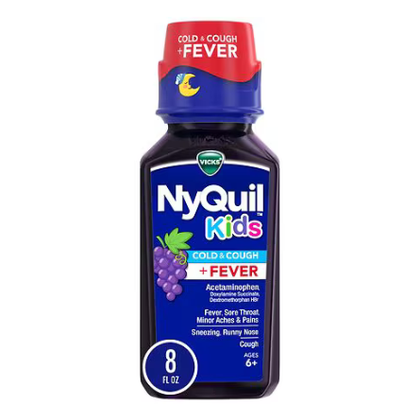 COLD & COUGH
+FEVER
VICKS
NyQuil™
Kids
COLD & COUGH
+ FEVER
Acetaminophen,
Doxylamine Succinate,
Dextromethorphan HBr
Fever, Sore Throat,
Minor Aches & Pains
Sneezing, Runny Nose
Cough
8
FL OZ
AGES
6+